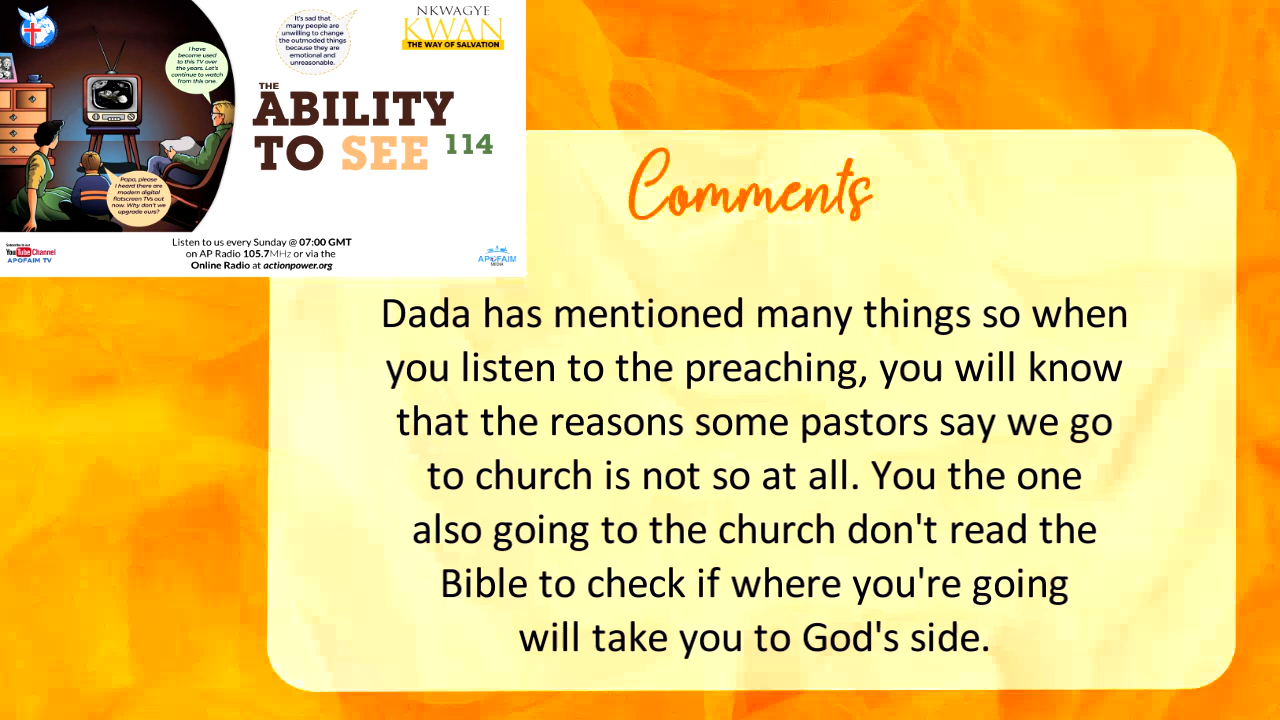 It's sad that
many people are
unwilling to change
the outmoded things
because they are
emotional and
unreasonable.
NKWAGYE
KWAN
THE WAY OF SALVATION
I have
become used
to this TV over
the years. Let's
continue to watch
from this one.
THE
ABILITY
TO SEE 114
Papa, please
I heard there are
modern digital
flatscreen TVs out
now. Why don't we
upgrade ours?
Subscribe to our
YouTube Channel
APOFAIM TV
Listen to us every Sunday @ 07:00 GMT
on AP Radio 105.7MHz or via the
Online Radio at actionpower.org
APOFAIM
MEDIA
Comments
Dada has mentioned many things so when
you listen to the preaching, you will know
that the reasons some pastors say we go
to church is not so at all. You the one
also going to the church don't read the
Bible to check if where you're going
will take you to God's side.